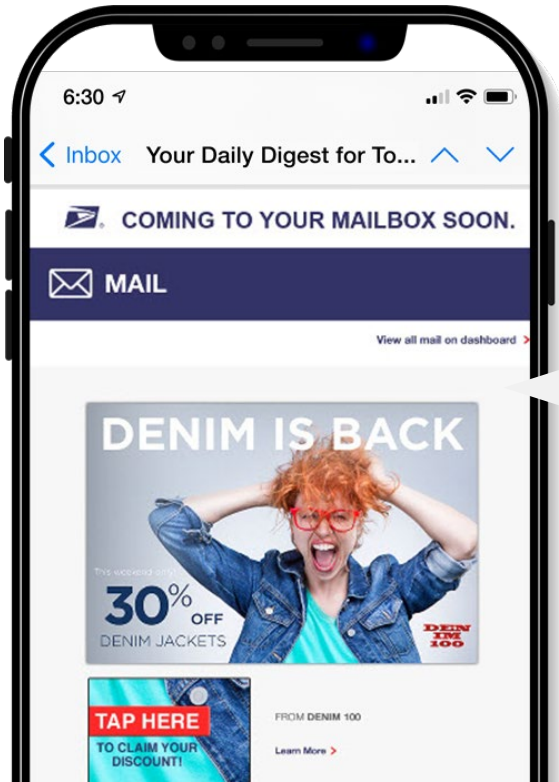 6:30
Inbox Your Daily Digest for To...
COMING TO YOUR MAILBOX SOON.
MAIL
View all mail on dashboard >
DENIM IS BACK
This weekend only!
30% OFF
DENIM JACKETS
DEN
IM
100
TAP HERE
TO CLAIM YOUR
DISCOUNT!
FROM DENIM 100
Learn More >